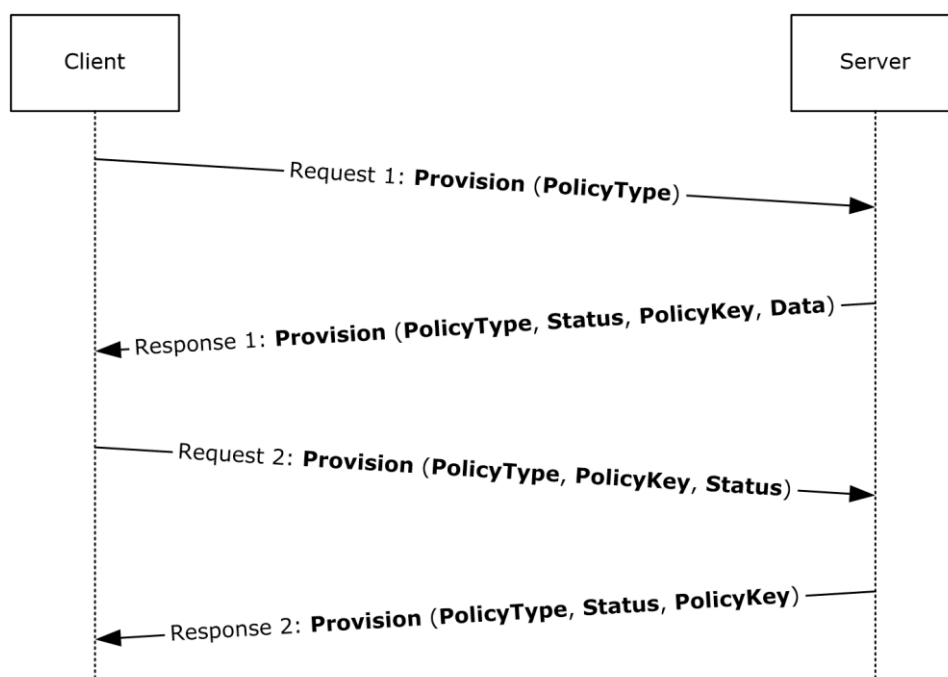 Client
Server
Request 1: Provision (PolicyType)
Response 1: Provision (PolicyType, Status, PolicyKey, Data)
Request 2: Provision (PolicyType, PolicyKey, Status)
Response 2: Provision (PolicyType, Status, PolicyKey)